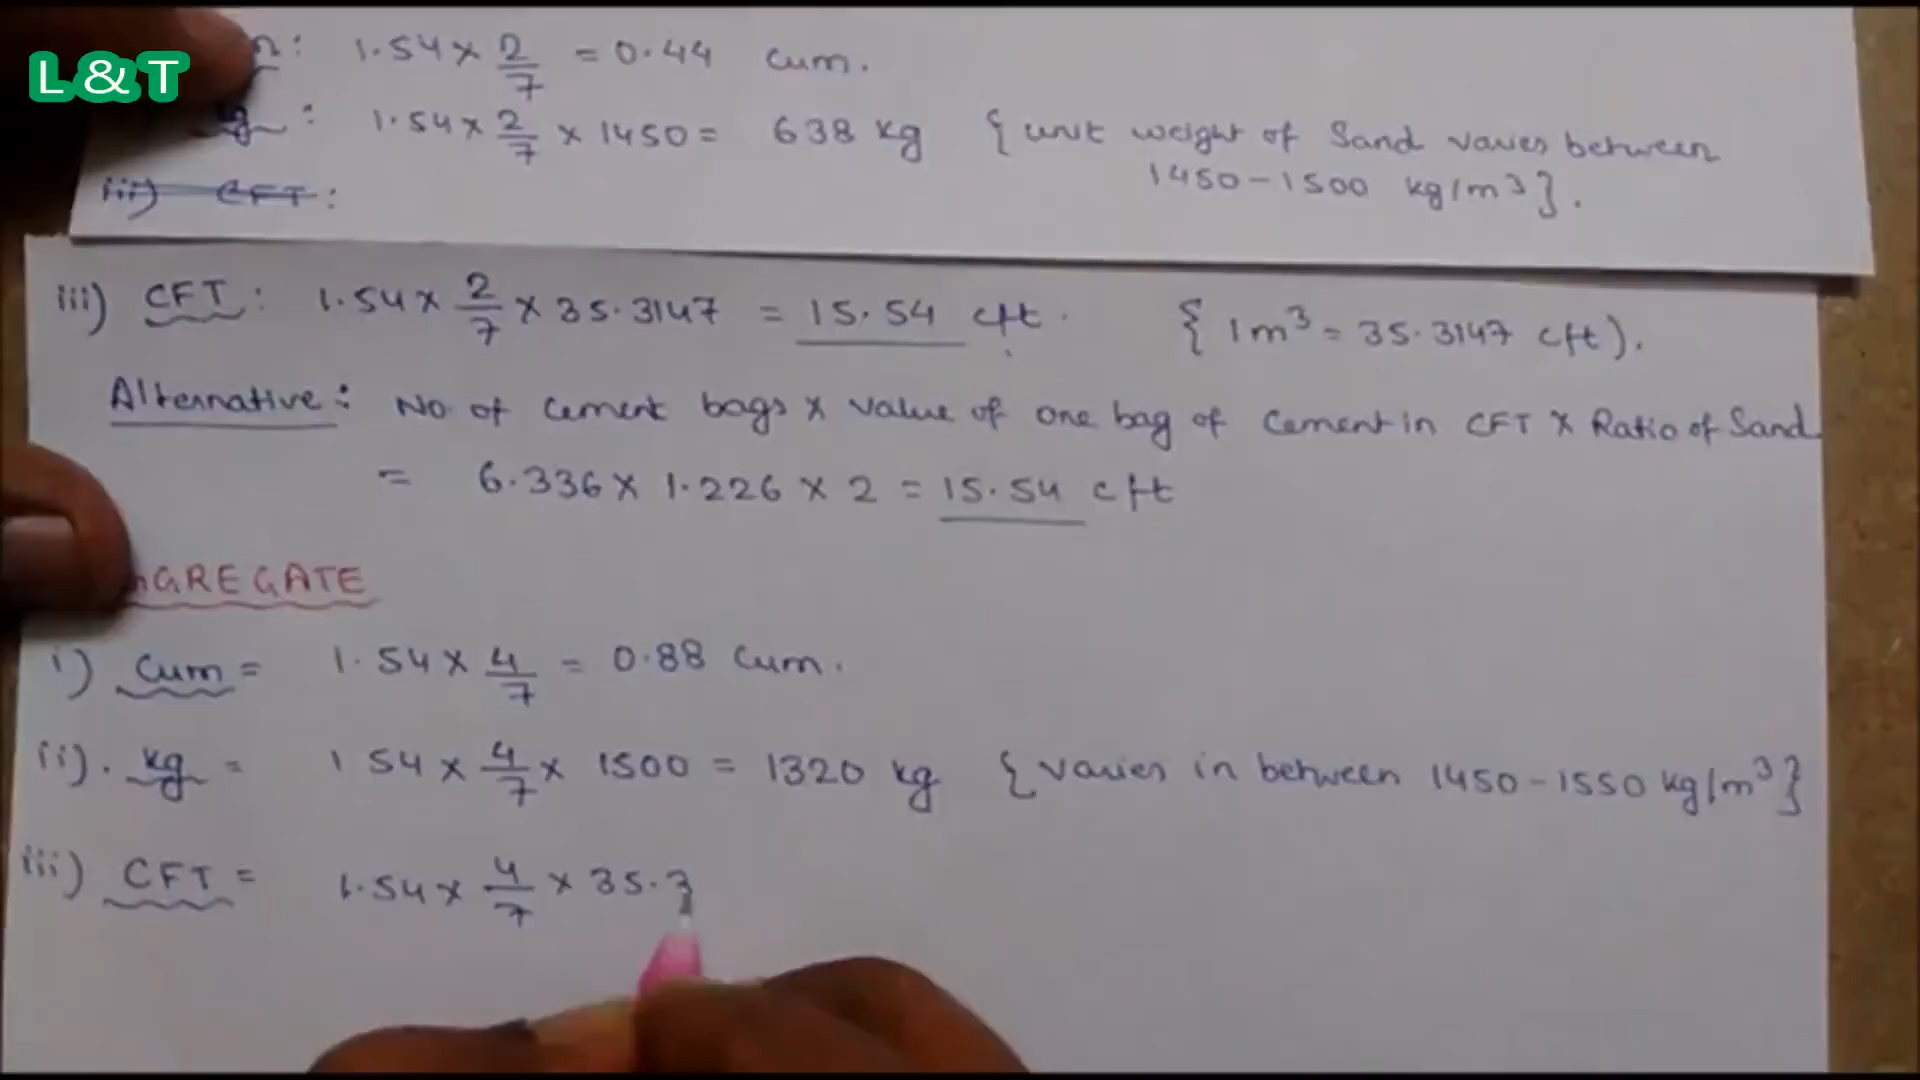 L&T
: 1.54 × 2/7 = 0.44 cum.
: 1.54 × 2/7 × 1450 = 638 kg { unit weight of Sand varies between
1450-1500 kg/m³}.
iii) CFT:
iii) CFT: 1.54 × 2/7 × 35.3147 = 15.54 cft. { 1m³ = 35.3147 cft).
Alternative: No of cement bags × value of one bag of cement in CFT × Ratio of Sand
= 6.336 × 1.226 × 2 = 15.54 cft
GREGATE
i) Cum = 1.54 × 4/7 = 0.88 Cum.
ii). kg = 1 54 × 4/7 × 1500 = 1320 kg {varies in between 1450-1550 kg/m³}
iii) CFT = 1.54 × 4/7 × 35.3